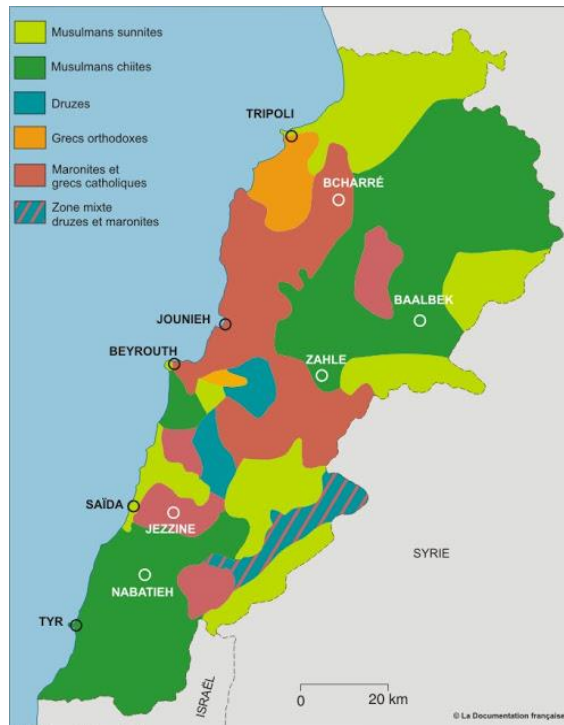 Musulmans sunnites
Musulmans chiites
Druzes
Grecs orthodoxes
Maronites et
grecs catholiques
Zone mixte
druzes et maronites
TRIPOLI
BCHARRÉ
BAALBEK
JOUNIEH
BEYROUTH
ZAHLE
SAÏDA
JEZZINE
SYRIE
NABATIEH
TYR
ISRAËL
0 20 km
© La Documentation française